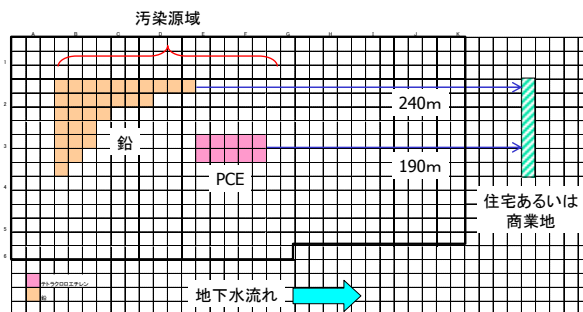 汚染源域
A B C D E F G H I J K
1
2
3
4
5
6
240m
鉛
190m
PCE
住宅あるいは
商業地
テトラクロロエチレン
鉛
地下水流れ